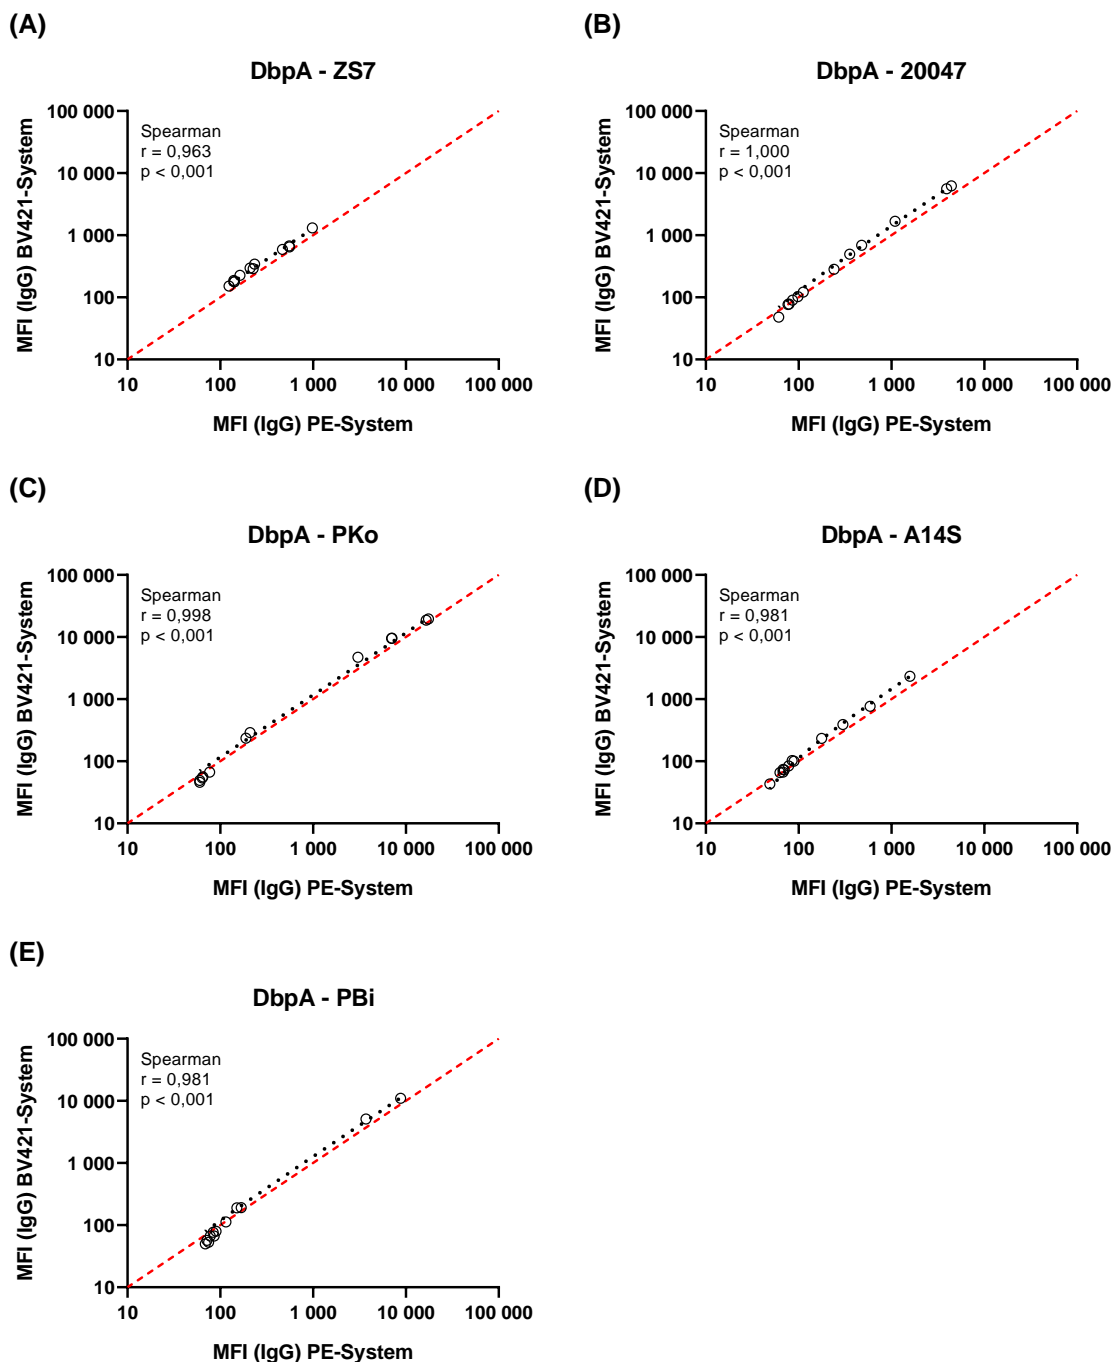 (A)
DbpA - ZS7
Spearman
r = 0,963
p < 0,001
MFI (IgG) BV421-System
100 000
10 000
1 000
100
10
10 100 1 000 10 000 100 000
MFI (IgG) PE-System
(B)
DbpA - 20047
Spearman
r = 1,000
p < 0,001
MFI (IgG) BV421-System
100 000
10 000
1 000
100
10
10 100 1 000 10 000 100 000
MFI (IgG) PE-System
(C)
DbpA - PKo
Spearman
r = 0,998
p < 0,001
MFI (IgG) BV421-System
100 000
10 000
1 000
100
10
10 100 1 000 10 000 100 000
MFI (IgG) PE-System
(D)
DbpA - A14S
Spearman
r = 0,981
p < 0,001
MFI (IgG) BV421-System
100 000
10 000
1 000
100
10
10 100 1 000 10 000 100 000
MFI (IgG) PE-System
(E)
DbpA - PBi
Spearman
r = 0,981
p < 0,001
MFI (IgG) BV421-System
100 000
10 000
1 000
100
10
10 100 1 000 10 000 100 000
MFI (IgG) PE-System